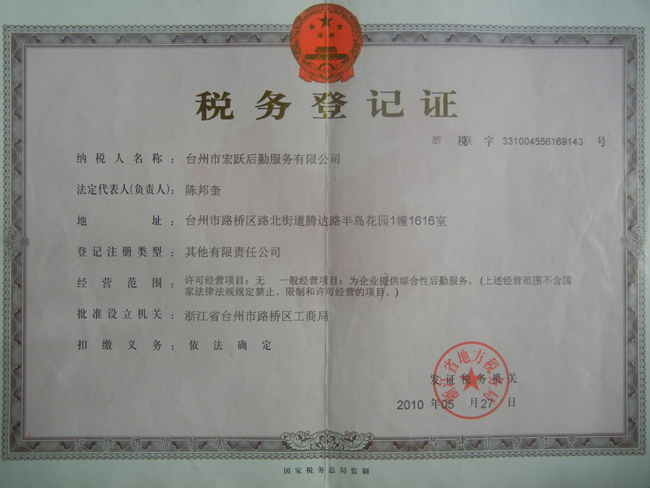 税务登记证
浙 税联 字 331004556169143 号
纳税人名称： 台州市宏跃后勤服务有限公司
法定代表人(负责人)： 陈邦奎
地 址： 台州市路桥区路北街道腾达路半岛花园1幢1616室
登记注册类型： 其他有限责任公司
经营范围： 许可经营项目：无 一般经营项目：为企业提供综合性后勤服务。(上述经营范围不含国
家法律法规规定禁止、限制和许可经营的项目。)
批准设立机关： 浙江省台州市路桥区工商局
扣缴义务： 依法确定
浙江省地方税务局
发证税务机关
2010 年05 月27 日
国家税务总局监制